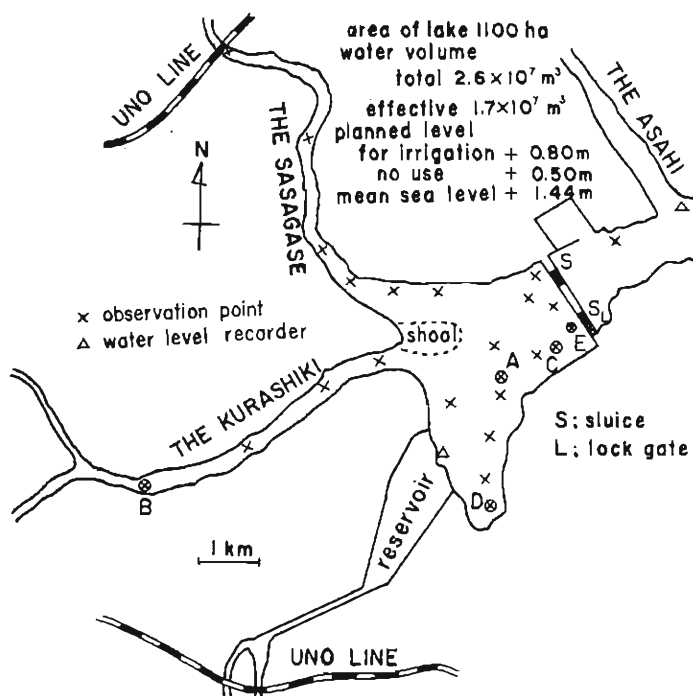 area of lake 1100 ha
water volume
total 2.6 × 10⁷ m³
effective 1.7×10⁷ m³
planned level
for irrigation + 0.80m
no use + 0.50m
mean sea level + 1.44m
UNO LINE
THE SASAGASE
THE ASAHI
N
× observation point
△ water level recorder
shoal
S
S
L
E
C
A
THE KURASHIKI
S; sluice
L; lock gate
B
D
reservoir
1 km
UNO LINE